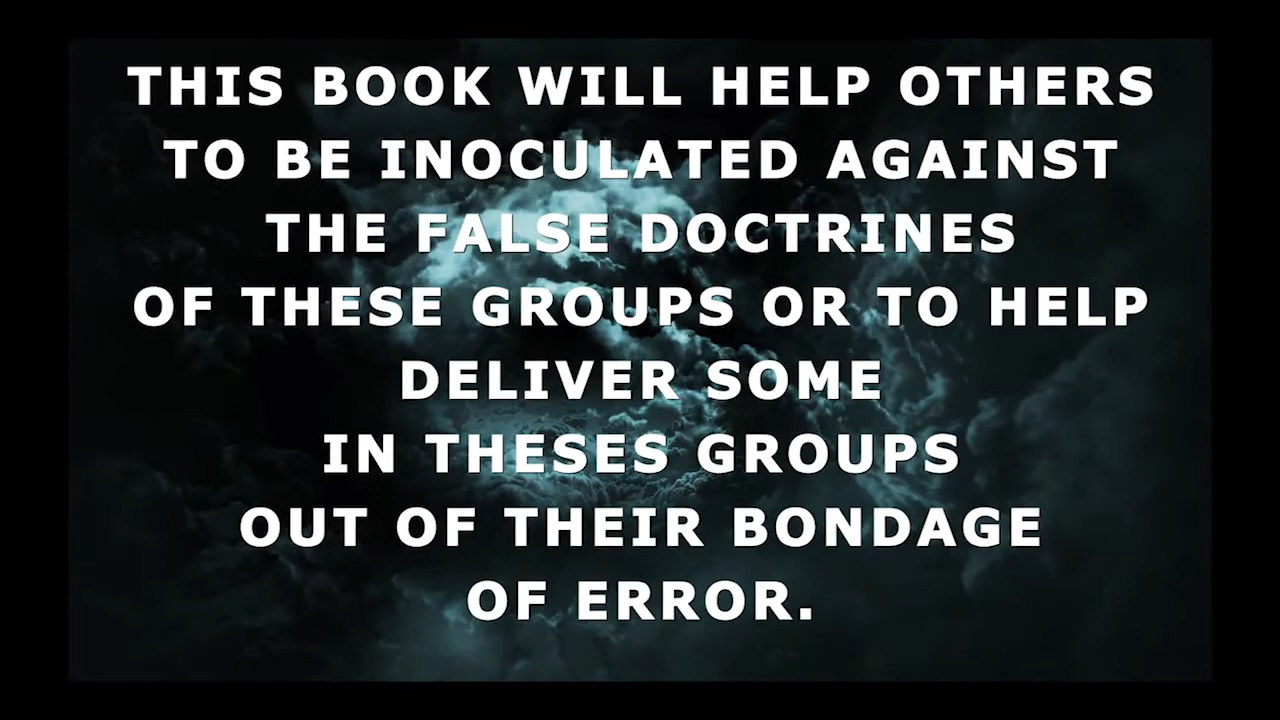 THIS BOOK WILL HELP OTHERS
TO BE INOCULATED AGAINST
THE FALSE DOCTRINES
OF THESE GROUPS OR TO HELP
DELIVER SOME
IN THESES GROUPS
OUT OF THEIR BONDAGE
OF ERROR.